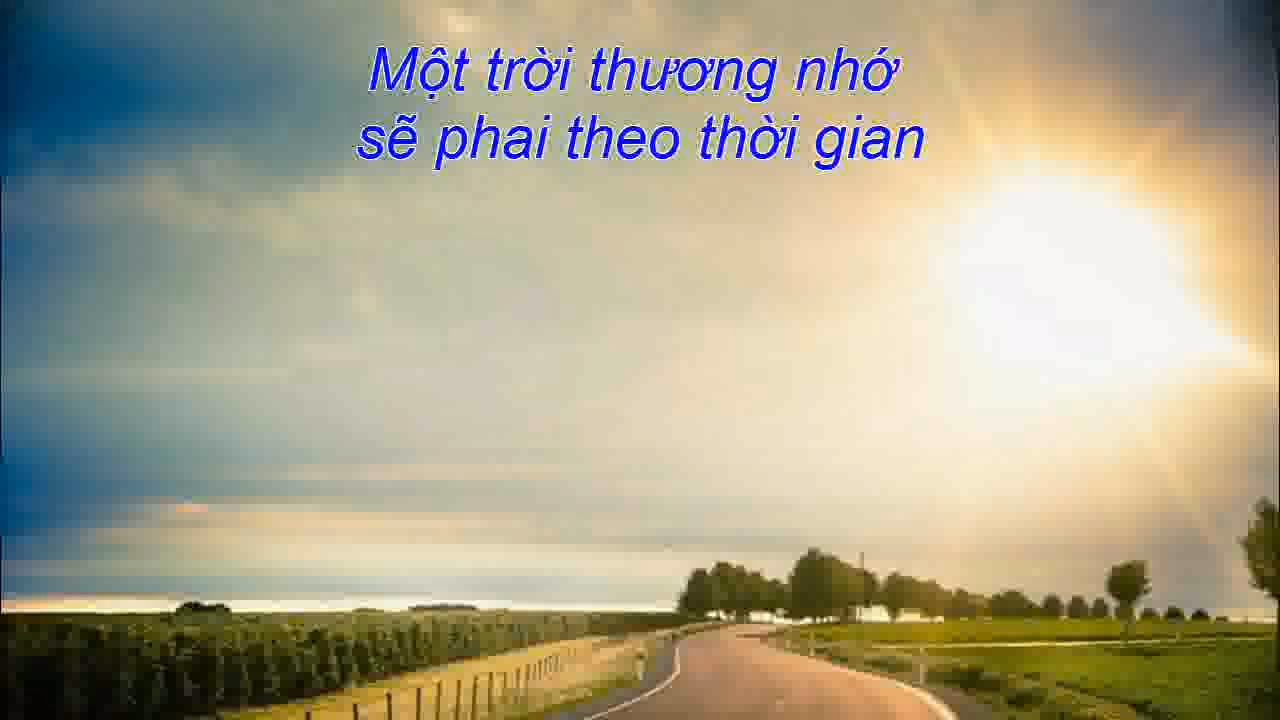 Một trời thương nhớ
sẽ phai theo thời gian